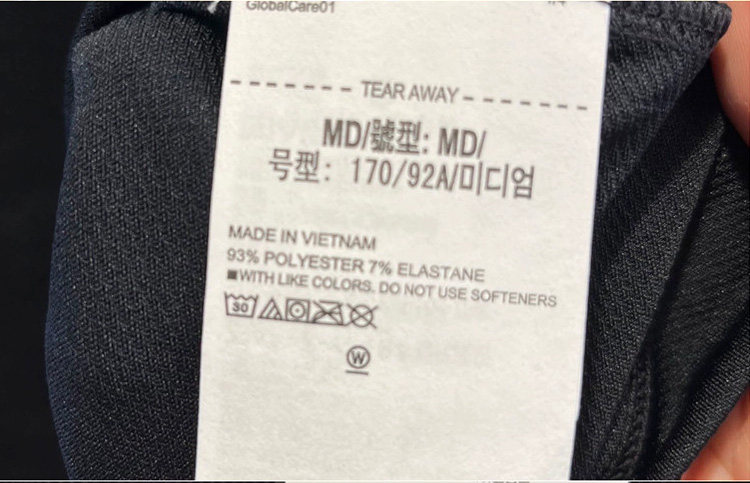 GlobalCare01
TEAR AWAY
MD/號型: MD/
号型: 170/92A/미디엄
MADE IN VIETNAM
93% POLYESTER 7% ELASTANE
■WITH LIKE COLORS. DO NOT USE SOFTENERS
30
W